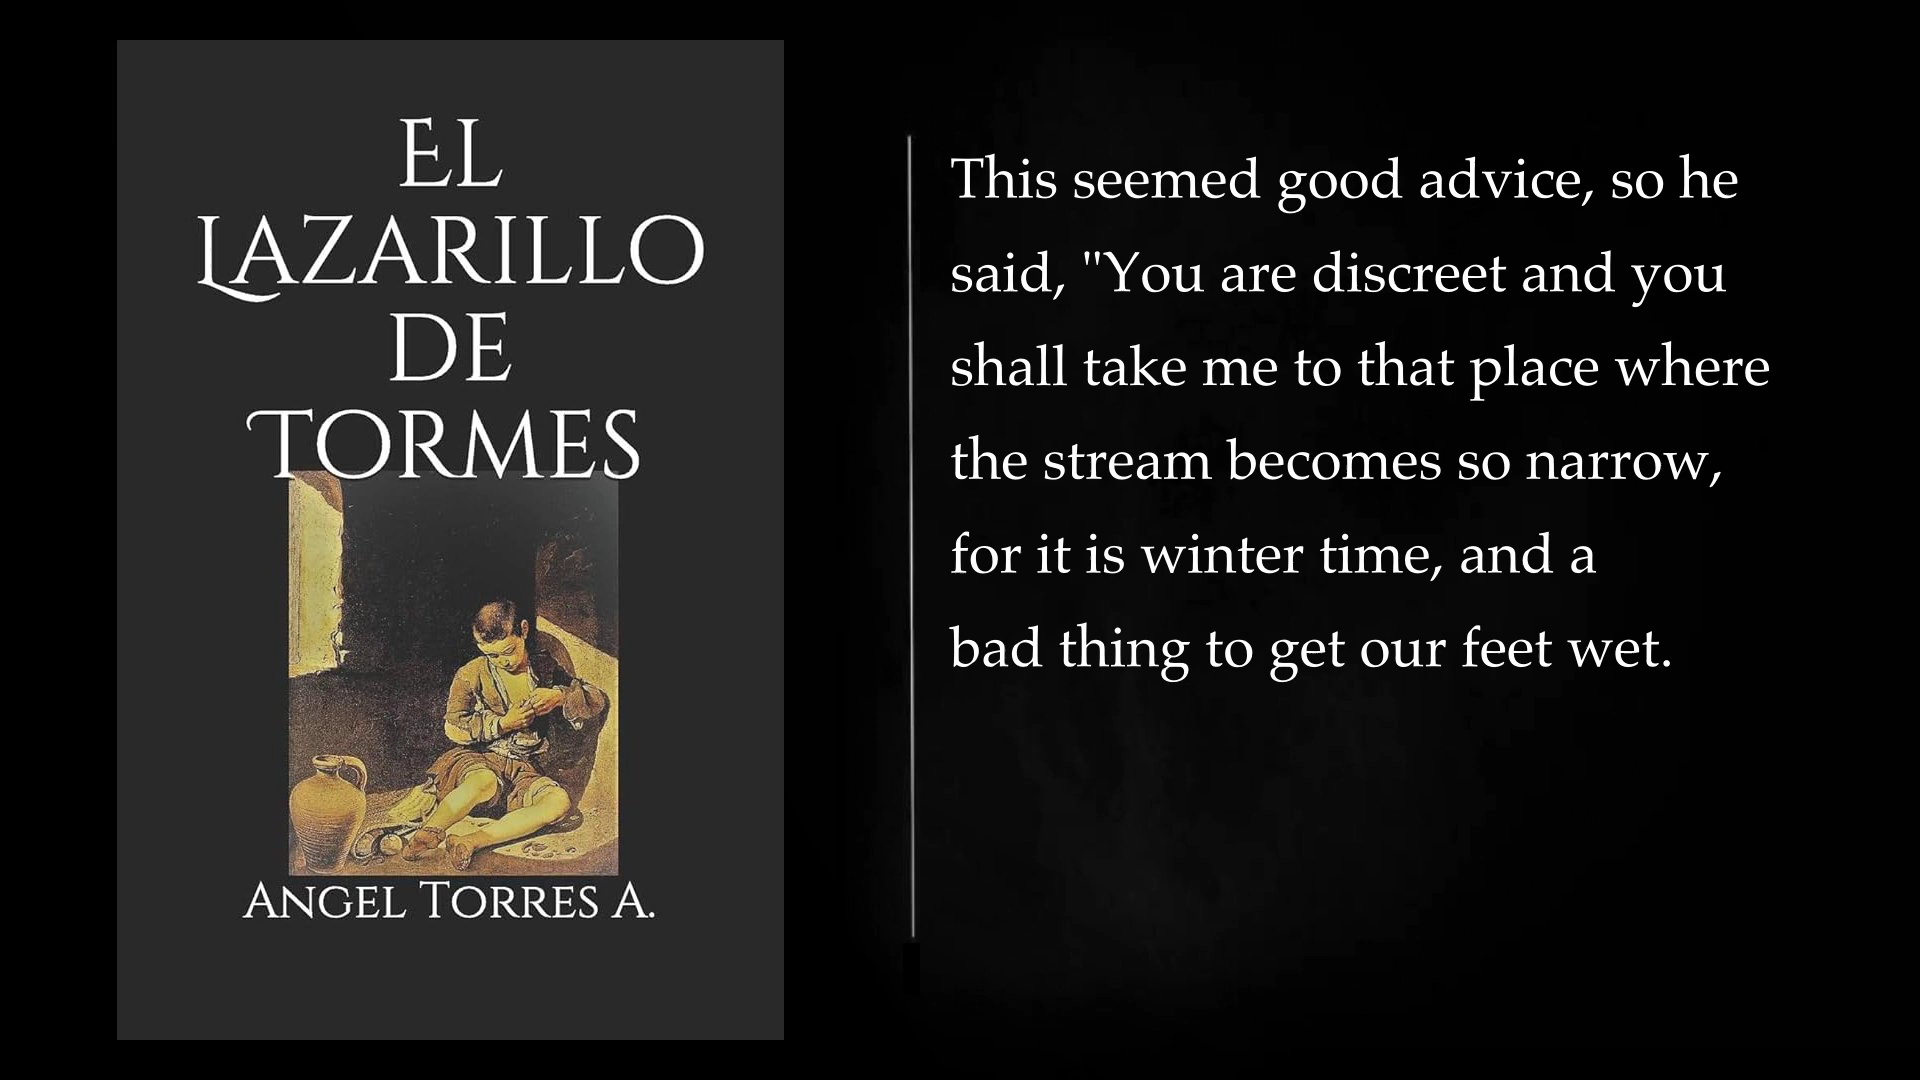 EL
LAZARILLO
DE
TORMES
ANGEL TORRES A.
This seemed good advice, so he
said, "You are discreet and you
shall take me to that place where
the stream becomes so narrow,
for it is winter time, and a
bad thing to get our feet wet.